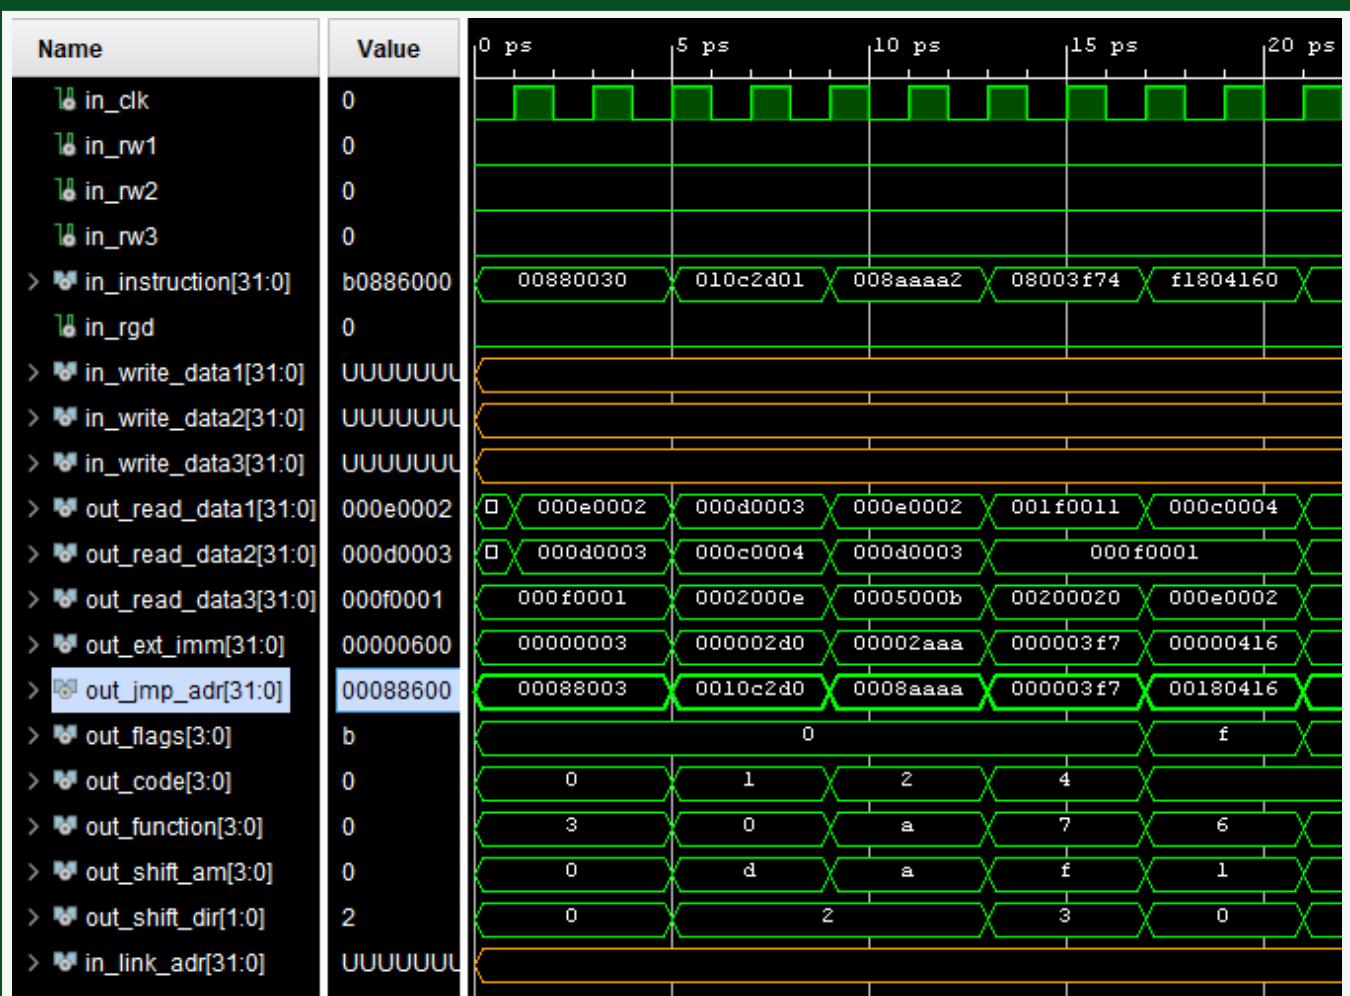 Name Value 0 ps 5 ps 10 ps 15 ps 20 ps
in_clk 0
in_rw1 0
in_rw2 0
in_rw3 0
in_instruction[31:0] b0886000 00880030 010c2d01 008aaaa2 08003f74 f1804160
in_rgd 0
in_write_data1[31:0] UUUUUUU
in_write_data2[31:0] UUUUUUU
in_write_data3[31:0] UUUUUUU
out_read_data1[31:0] 000e0002 000e0002 000d0003 000e0002 001f0011 000c0004
out_read_data2[31:0] 000d0003 000d0003 000c0004 000d0003 000f0001
out_read_data3[31:0] 000f0001 000f0001 0002000e 0005000b 00200020 000e0002
out_ext_imm[31:0] 00000600 00000003 000002d0 00002aaa 000003f7 00000416
out_jmp_adr[31:0] 00088600 00088003 0010c2d0 0008aaaa 000003f7 00180416
out_flags[3:0] b 0 f
out_code[3:0] 0 0 1 2 4
out_function[3:0] 0 3 0 a 7 6
out_shift_am[3:0] 0 0 d a f 1
out_shift_dir[1:0] 2 0 2 3 0
in_link_adr[31:0] UUUUUUU